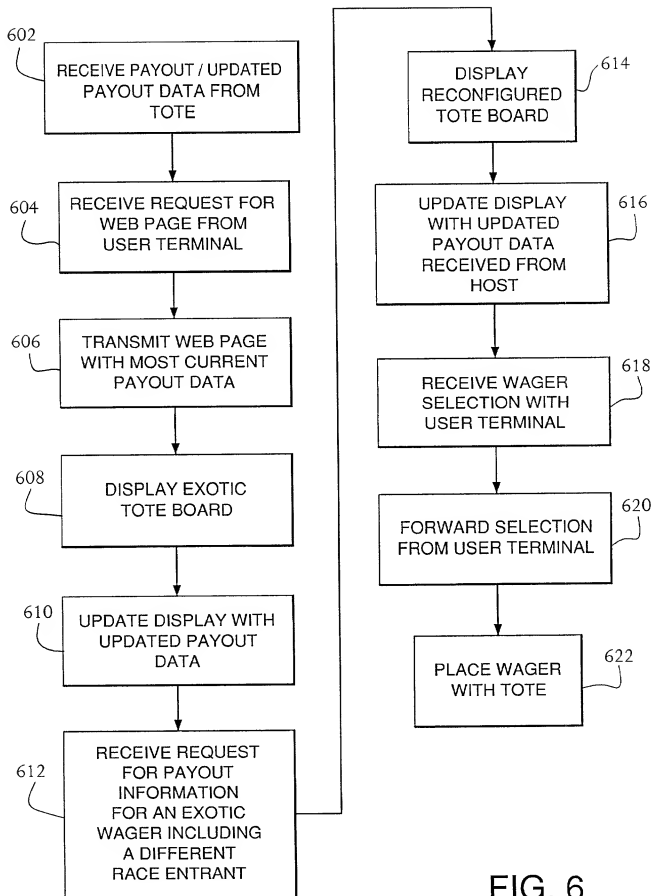 602
RECEIVE PAYOUT / UPDATED
PAYOUT DATA FROM
TOTE
604
RECEIVE REQUEST FOR
WEB PAGE FROM
USER TERMINAL
606
TRANSMIT WEB PAGE
WITH MOST CURRENT
PAYOUT DATA
608
DISPLAY EXOTIC
TOTE BOARD
610
UPDATE DISPLAY WITH
UPDATED PAYOUT
DATA
612
RECEIVE REQUEST
FOR PAYOUT
INFORMATION
FOR AN EXOTIC
WAGER INCLUDING
A DIFFERENT
RACE ENTRANT
614
DISPLAY
RECONFIGURED
TOTE BOARD
616
UPDATE DISPLAY
WITH UPDATED
PAYOUT DATA
RECEIVED FROM
HOST
618
RECEIVE WAGER
SELECTION WITH
USER TERMINAL
620
FORWARD SELECTION
FROM USER TERMINAL
622
PLACE WAGER
WITH TOTE
FIG. 6